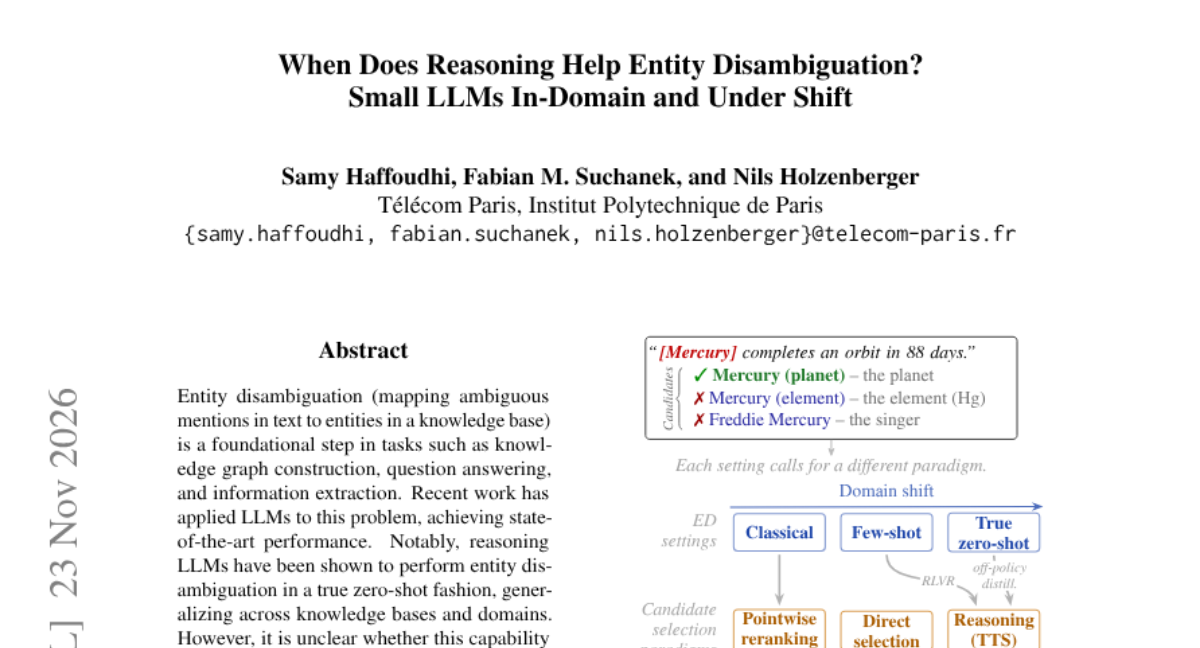 When Does Reasoning Help Entity Disambiguation?
Small LLMs In-Domain and Under Shift
Samy Haffoudhi, Fabian M. Suchanek, and Nils Holzenberger
Télécom Paris, Institut Polytechnique de Paris
{samy.haffoudhi, fabian.suchanek, nils.holzenberger}@telecom-paris.fr
L] 23 Nov 2026
Abstract
Entity disambiguation (mapping ambiguous
mentions in text to entities in a knowledge base)
is a foundational step in tasks such as knowl-
edge graph construction, question answering,
and information extraction. Recent work has
applied LLMs to this problem, achieving state-
of-the-art performance. Notably, reasoning
LLMs have been shown to perform entity dis-
ambiguation in a true zero-shot fashion, gener-
alizing across knowledge bases and domains.
However, it is unclear whether this capability
“[Mercury] completes an orbit in 88 days.”
Candidates
✓ Mercury (planet) – the planet
✗ Mercury (element) – the element (Hg)
✗ Freddie Mercury – the singer
Each setting calls for a different paradigm.
Domain shift
ED
settings
Classical
Few-shot
True
zero-shot
RLVR
off-policy
distill.
Candidate
selection
Pointwise
reranking
Direct
selection
Reasoning
(TTS)